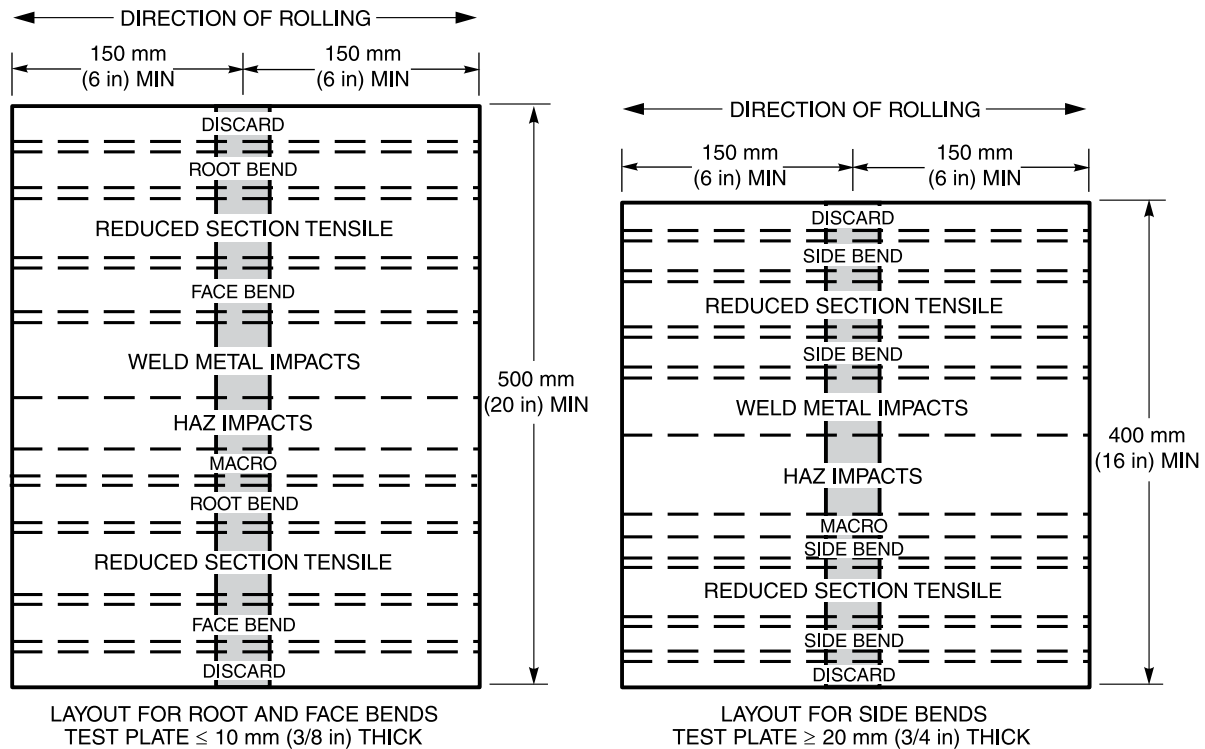 DIRECTION OF ROLLING
150 mm
(6 in) MIN
150 mm
(6 in) MIN
DISCARD
ROOT BEND
REDUCED SECTION TENSILE
FACE BEND
WELD METAL IMPACTS
HAZ IMPACTS
MACRO
ROOT BEND
REDUCED SECTION TENSILE
FACE BEND
DISCARD
500 mm
(20 in) MIN
LAYOUT FOR ROOT AND FACE BENDS
TEST PLATE ≤ 10 mm (3/8 in) THICK
DIRECTION OF ROLLING
150 mm
(6 in) MIN
150 mm
(6 in) MIN
DISCARD
SIDE BEND
REDUCED SECTION TENSILE
SIDE BEND
WELD METAL IMPACTS
HAZ IMPACTS
MACRO
SIDE BEND
REDUCED SECTION TENSILE
SIDE BEND
DISCARD
400 mm
(16 in) MIN
LAYOUT FOR SIDE BENDS
TEST PLATE ≥ 20 mm (3/4 in) THICK